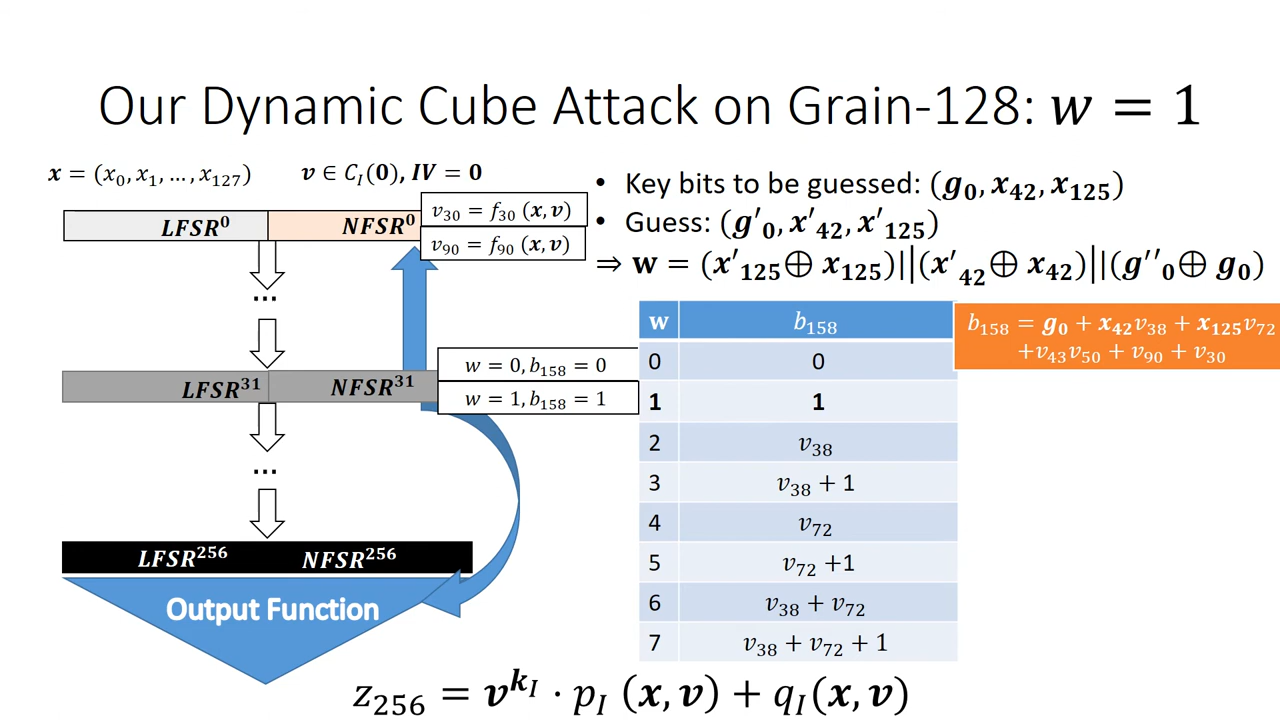 Our Dynamic Cube Attack on Grain-128: 𝑤 = 1
𝒙 = (𝑥₀, 𝑥₁, …, 𝑥₁₂₇)
𝒗 ∈ 𝐶_𝐼(𝟎), 𝑰𝑽 = 𝟎
LFSR⁰
NFSR⁰
𝑣₃₀ = 𝑓₃₀ (𝒙, 𝒗)
𝑣₉₀ = 𝑓₉₀ (𝒙, 𝒗)
...
LFSR³¹
NFSR³¹
𝑤 = 0, 𝑏₁₅₈ = 0
𝑤 = 1, 𝑏₁₅₈ = 1
...
LFSR²⁵⁶
NFSR²⁵⁶
Output Function
• Key bits to be guessed: (𝒈₀, 𝒙₄₂, 𝒙₁₂₅)
• Guess: (𝒈′₀, 𝒙′₄₂, 𝒙′₁₂₅)
⇒ 𝐰 = (𝒙′₁₂₅⊕ 𝒙₁₂₅)||(𝒙′₄₂⊕ 𝒙₄₂)||(𝒈′′₀⊕ 𝒈₀)
w 𝑏₁₅₈
0 0
1 1
2 𝑣₃₈
3 𝑣₃₈ + 1
4 𝑣₇₂
5 𝑣₇₂ +1
6 𝑣₃₈ + 𝑣₇₂
7 𝑣₃₈ + 𝑣₇₂ + 1
𝑏₁₅₈ = 𝒈₀ + 𝒙₄₂𝑣₃₈ + 𝒙₁₂₅𝑣₇₂
+𝑣₄₃𝑣₅₀ + 𝑣₉₀ + 𝑣₃₀
𝑧₂₅₆ = 𝒗^{𝒌_𝑰} · 𝑝_𝐼 (𝒙, 𝒗) + 𝑞_𝐼(𝒙, 𝒗)